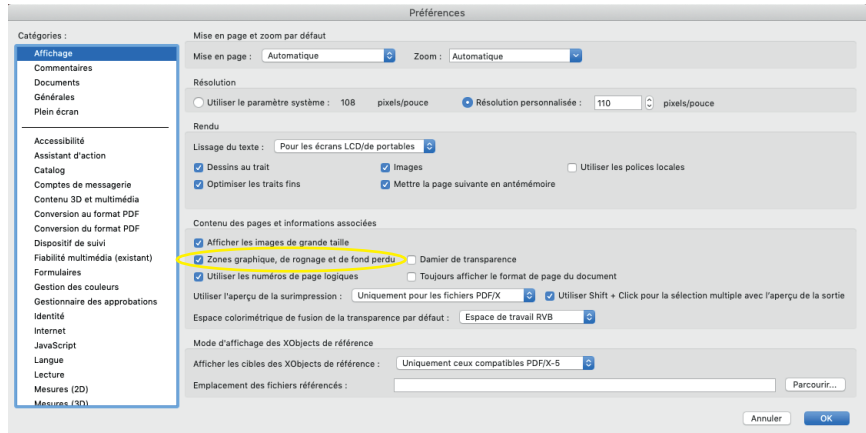 Préférences
Catégories :
Affichage
Commentaires
Documents
Générales
Plein écran
Accessibilité
Assistant d'action
Catalog
Comptes de messagerie
Contenu 3D et multimédia
Conversion au format PDF
Conversion du format PDF
Dispositif de suivi
Fiabilité multimédia (existant)
Formulaires
Gestion des couleurs
Gestionnaire des approbations
Identité
Internet
JavaScript
Langue
Lecture
Mesures (2D)
Mesures (3D)
Mise en page et zoom par défaut
Mise en page : Automatique Zoom : Automatique
Résolution
Utiliser le paramètre système : 108 pixels/pouce Résolution personnalisée : 110 pixels/pouce
Rendu
Lissage du texte : Pour les écrans LCD/de portables
Dessins au trait Images Utiliser les polices locales
Optimiser les traits fins Mettre la page suivante en antémémoire
Contenu des pages et informations associées
Afficher les images de grande taille
Zones graphique, de rognage et de fond perdu Damier de transparence
Utiliser les numéros de page logiques Toujours afficher le format de page du document
Utiliser l'aperçu de la surimpression : Uniquement pour les fichiers PDF/X Utiliser Shift + Click pour la sélection multiple avec l'aperçu de la sortie
Espace colorimétrique de fusion de la transparence par défaut : Espace de travail RVB
Mode d'affichage des XObjects de référence
Afficher les cibles des XObjects de référence : Uniquement ceux compatibles PDF/X-5
Emplacement des fichiers référencés : Parcourir...
Annuler OK